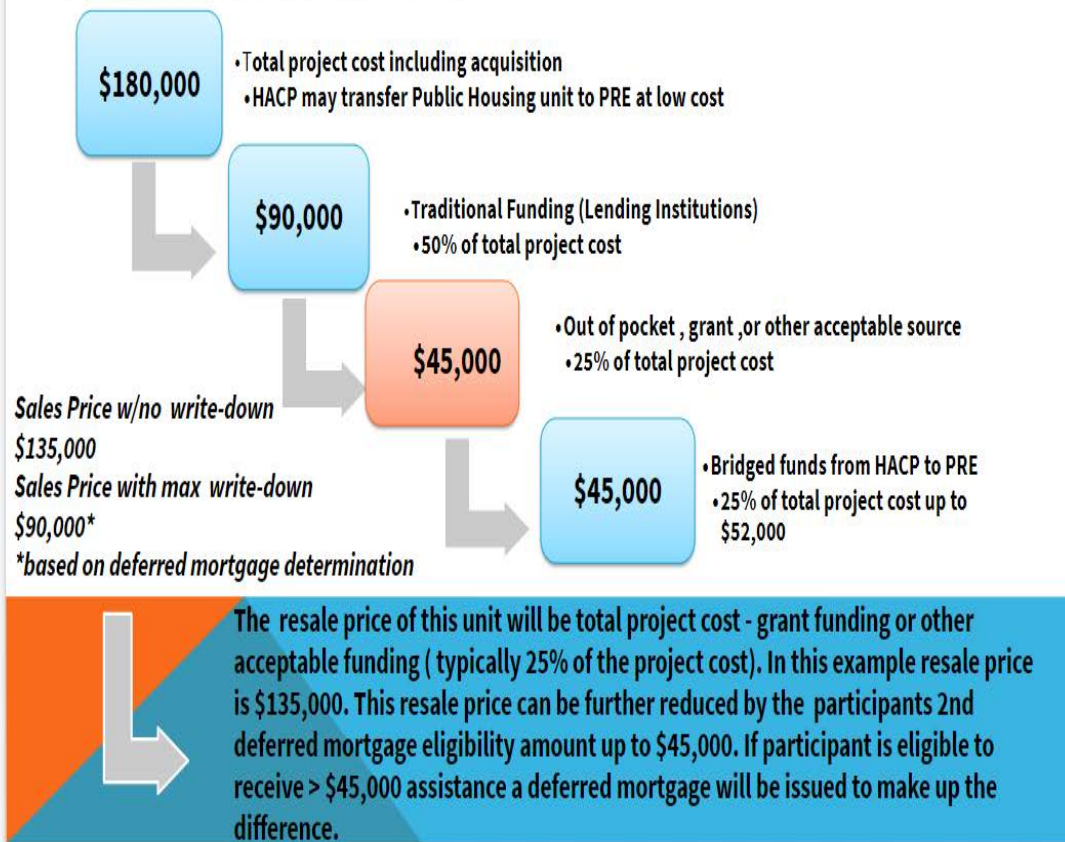 $180,000
•Total project cost including acquisition
•HACP may transfer Public Housing unit to PRE at low cost
$90,000
•Traditional Funding (Lending Institutions)
•50% of total project cost
$45,000
•Out of pocket , grant ,or other acceptable source
•25% of total project cost
Sales Price w/no write-down
$135,000
Sales Price with max write-down
$90,000*
*based on deferred mortgage determination
$45,000
•Bridged funds from HACP to PRE
•25% of total project cost up to
$52,000
The resale price of this unit will be total project cost - grant funding or other
acceptable funding ( typically 25% of the project cost). In this example resale price
is $135,000. This resale price can be further reduced by the participants 2nd
deferred mortgage eligibility amount up to $45,000. If participant is eligible to
receive > $45,000 assistance a deferred mortgage will be issued to make up the
difference.